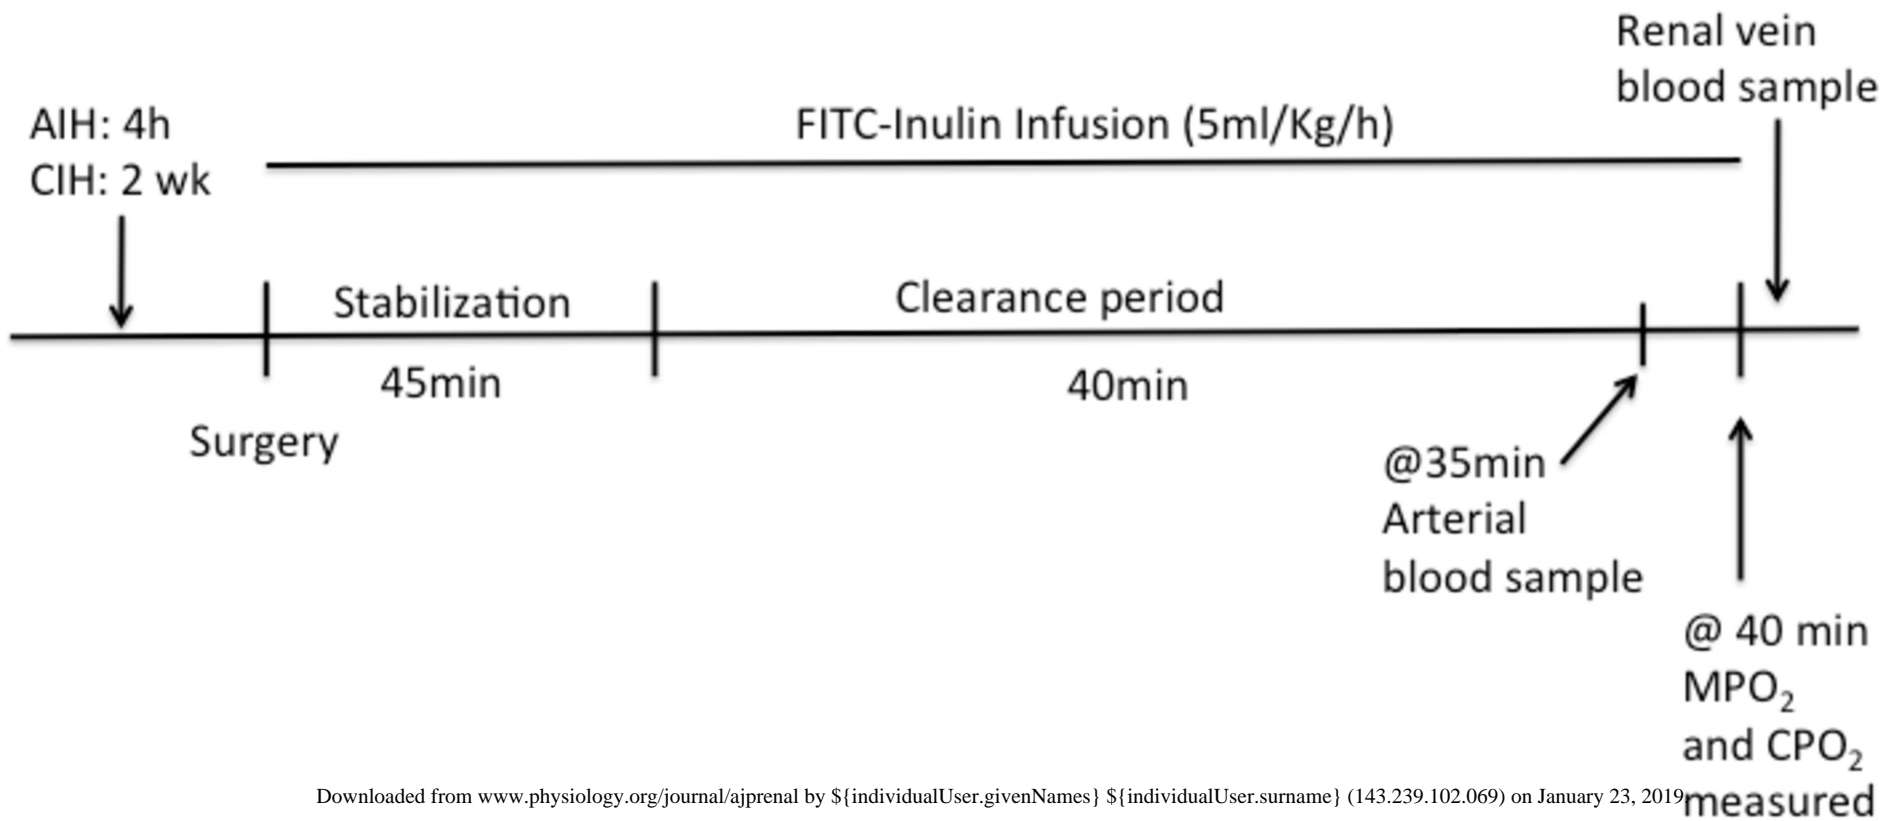 Renal vein
blood sample
AIH: 4h
CIH: 2 wk
FITC-Inulin Infusion (5ml/Kg/h)
Stabilization
Clearance period
45min
40min
Surgery
@35min
Arterial
blood sample
@ 40 min
MPO₂
and CPO₂
measured
Downloaded from www.physiology.org/journal/ajprenal by ${individualUser.givenNames} ${individualUser.surname} (143.239.102.069) on January 23, 2019.